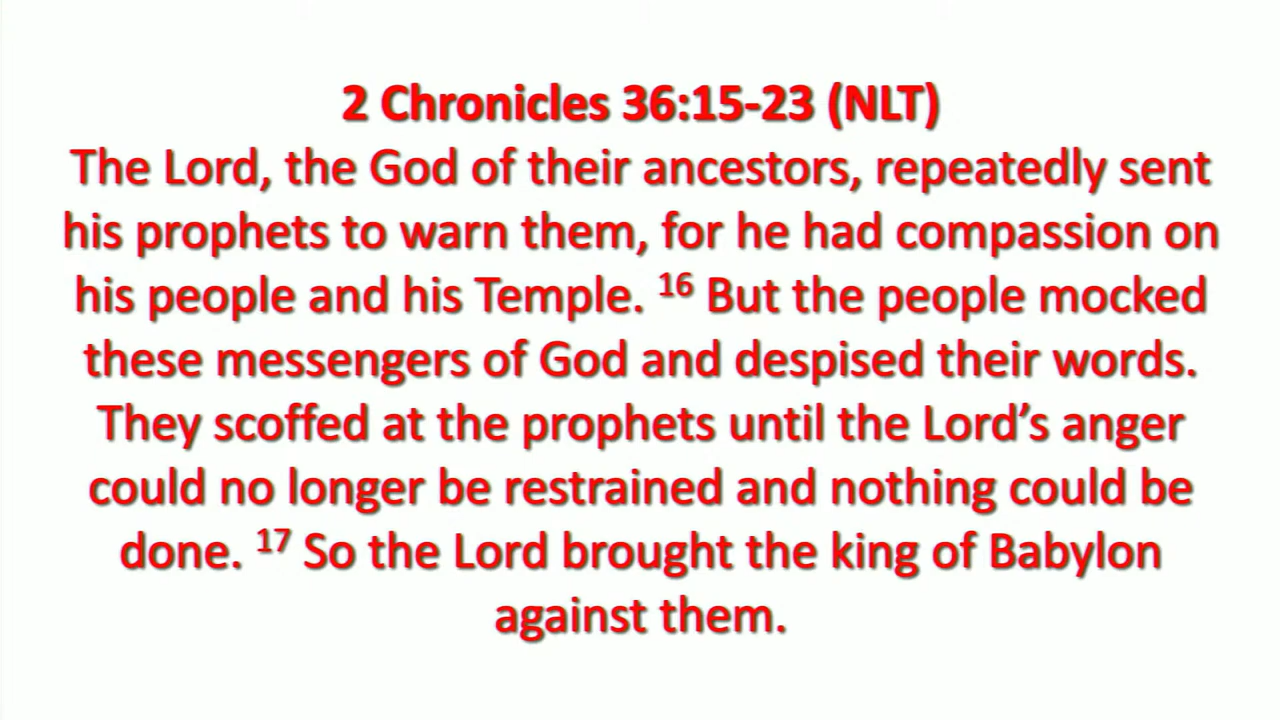 2 Chronicles 36:15-23 (NLT)
The Lord, the God of their ancestors, repeatedly sent
his prophets to warn them, for he had compassion on
his people and his Temple. 16 But the people mocked
these messengers of God and despised their words.
They scoffed at the prophets until the Lord’s anger
could no longer be restrained and nothing could be
done. 17 So the Lord brought the king of Babylon
against them.